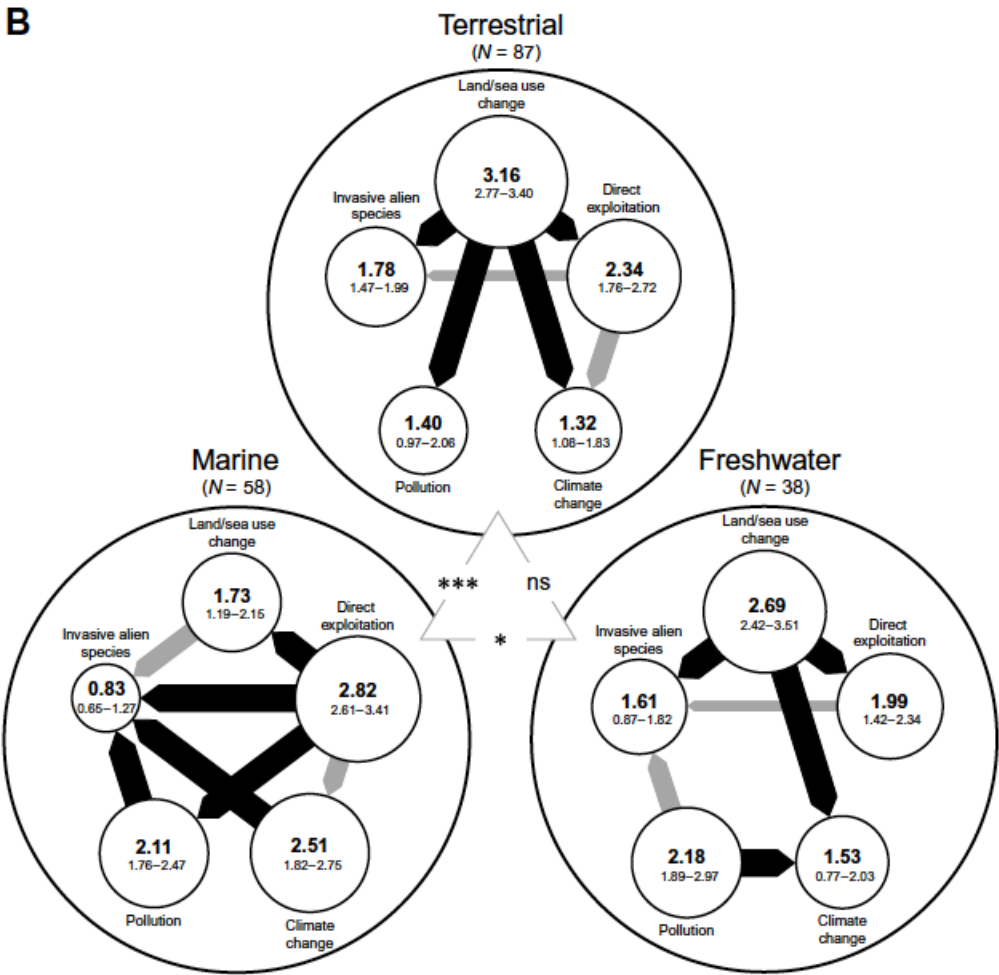 B
Terrestrial
(N = 87)
Land/sea use
change
3.16
2.77–3.40
Invasive alien
species
1.78
1.47–1.99
Direct
exploitation
2.34
1.76–2.72
1.40
0.97–2.06
Pollution
1.32
1.08–1.83
Climate
change
Marine
(N = 58)
Land/sea use
change
1.73
1.19–2.15
Invasive alien
species
0.83
0.65–1.27
Direct
exploitation
2.82
2.61–3.41
2.11
1.76–2.47
Pollution
2.51
1.82–2.75
Climate
change
***
ns
*
Freshwater
(N = 38)
Land/sea use
change
2.69
2.42–3.51
Invasive alien
species
1.61
0.87–1.82
Direct
exploitation
1.99
1.42–2.34
2.18
1.89–2.97
Pollution
1.53
0.77–2.03
Climate
change